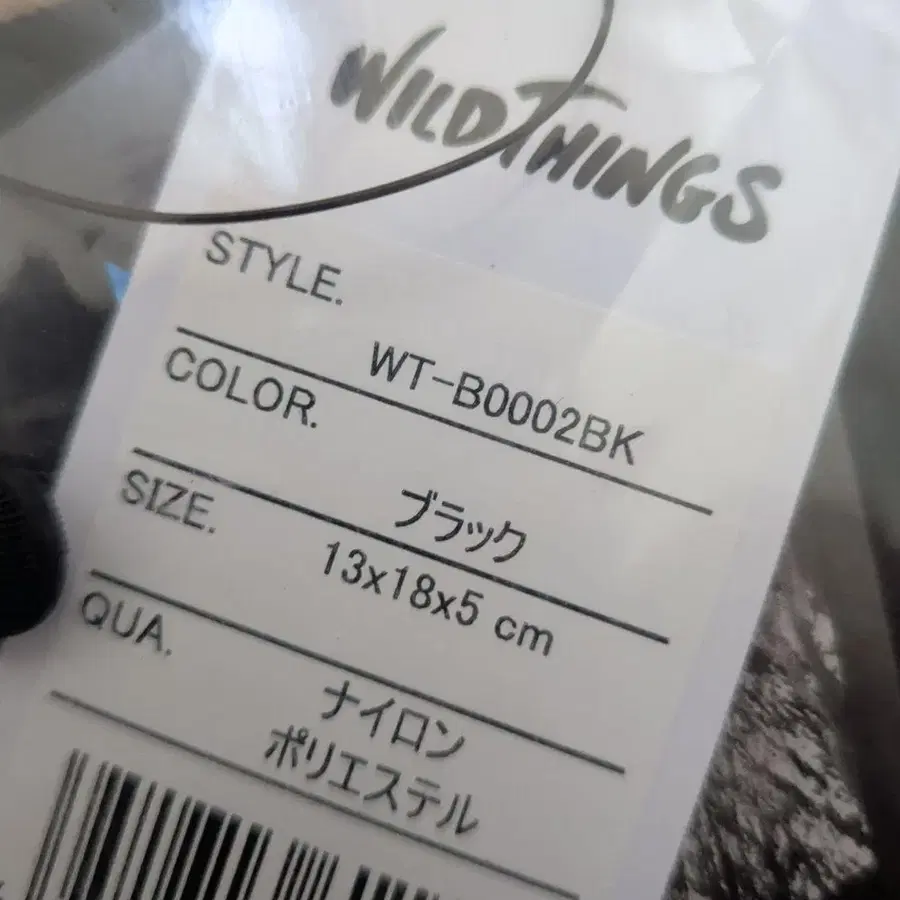 WILDTHINGS
STYLE.
WT-B0002BK
COLOR.
ブラック
SIZE.
13x18x5 cm
QUA.
ナイロン
ポリエステル